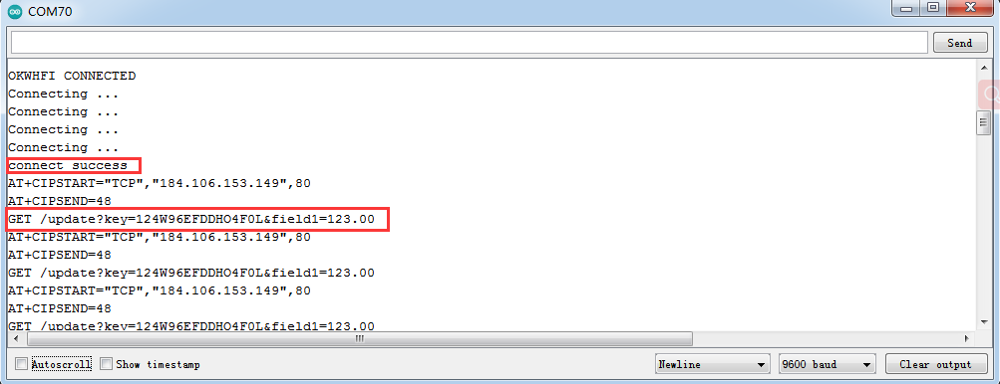 COM70
Send
OKWHFI CONNECTED
Connecting ...
Connecting ...
Connecting ...
Connecting ...
connect success
AT+CIPSTART="TCP","184.106.153.149",80
AT+CIPSEND=48
GET /update?key=124W96EFDDHO4F0L&field1=123.00
AT+CIPSTART="TCP","184.106.153.149",80
AT+CIPSEND=48
GET /update?key=124W96EFDDHO4F0L&field1=123.00
AT+CIPSTART="TCP","184.106.153.149",80
AT+CIPSEND=48
GET /update?key=124W96EFDDHO4F0L&field1=123.00
Autoscroll Show timestamp Newline 9600 baud Clear output